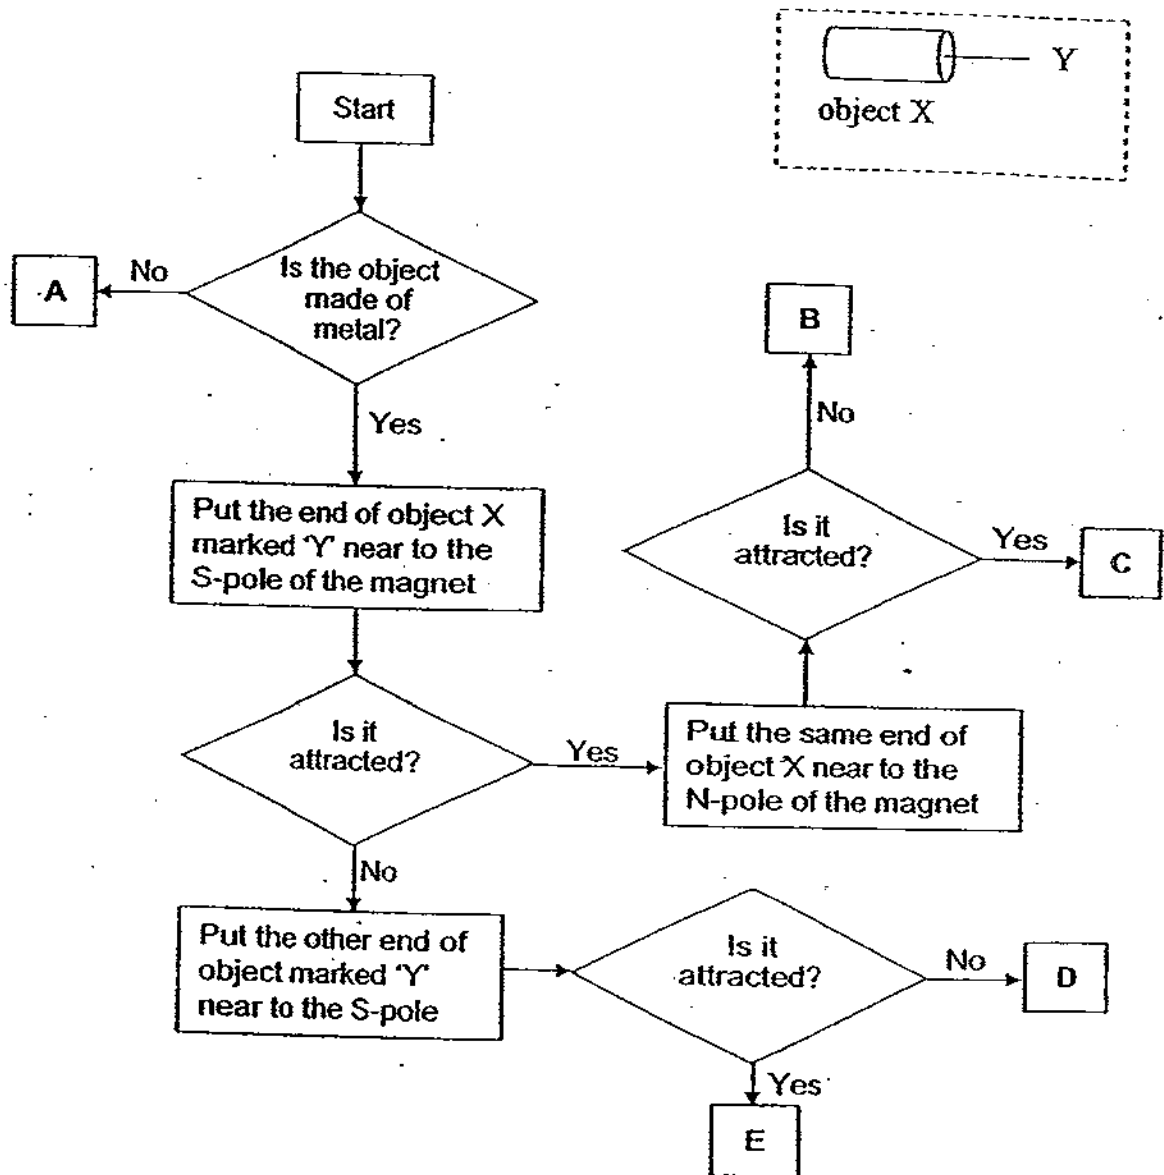 Y
object X
Start
Is the object
made of
metal?
No
A
Yes
Put the end of object X
marked 'Y' near to the
S-pole of the magnet
Is it
attracted?
Yes
Put the same end of
object X near to the
N-pole of the magnet
Is it
attracted?
No
B
Yes
C
No
Put the other end of
object marked 'Y'
near to the S-pole
Is it
attracted?
No
D
Yes
E